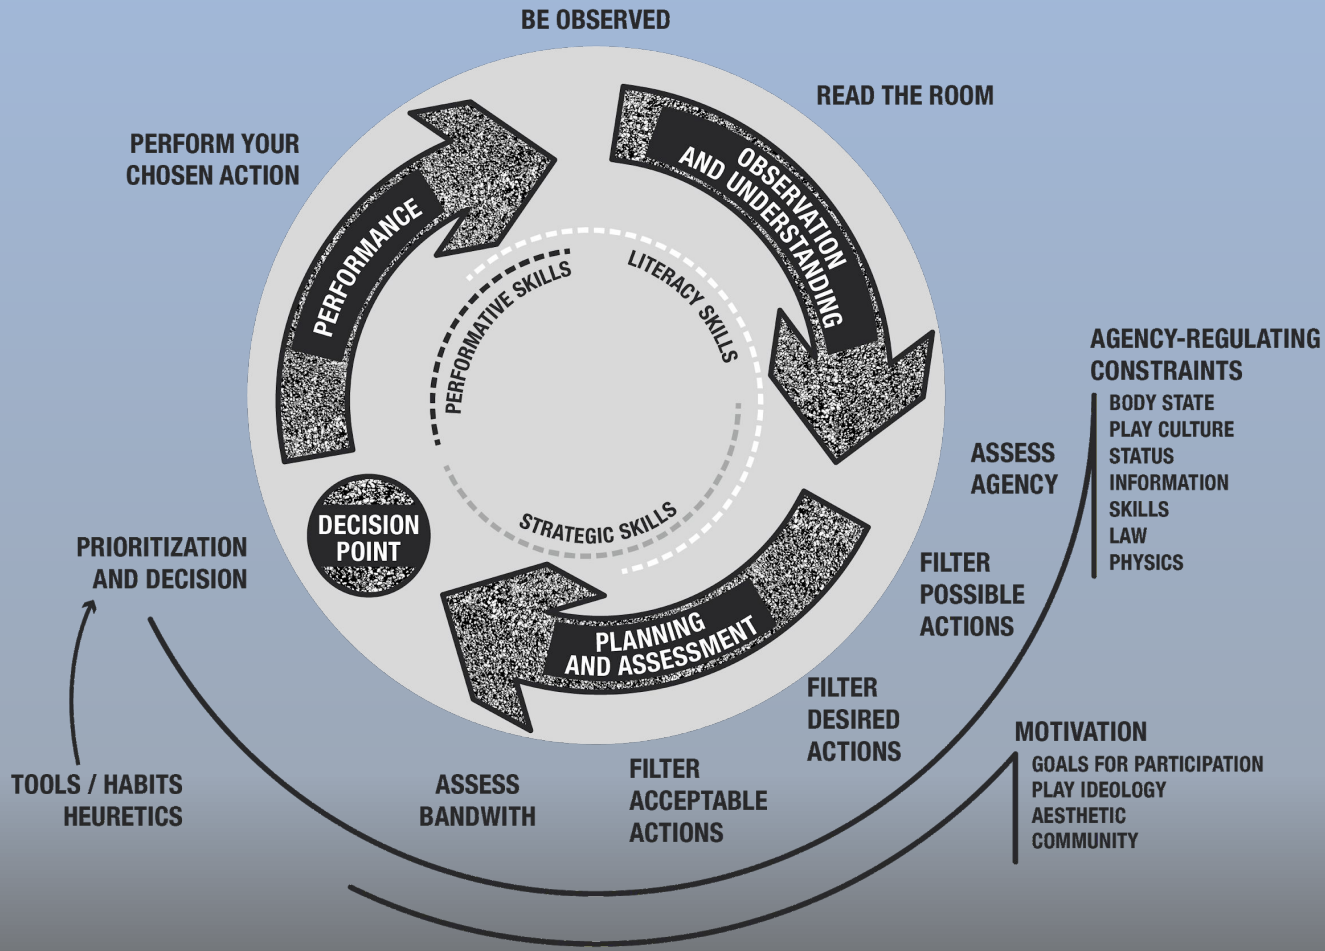 BE OBSERVED
READ THE ROOM
PERFORM YOUR
CHOSEN ACTION
OBSERVATION
AND UNDERSTANDING
PERFORMANCE
LITERACY SKILLS
PERFORMATIVE SKILLS
STRATEGIC SKILLS
AGENCY-REGULATING
CONSTRAINTS
BODY STATE
PLAY CULTURE
STATUS
INFORMATION
SKILLS
LAW
PHYSICS
ASSESS
AGENCY
DECISION
POINT
PRIORITIZATION
AND DECISION
FILTER
POSSIBLE
ACTIONS
PLANNING
AND ASSESSMENT
FILTER
DESIRED
ACTIONS
MOTIVATION
GOALS FOR PARTICIPATION
PLAY IDEOLOGY
AESTHETIC
COMMUNITY
FILTER
ACCEPTABLE
ACTIONS
ASSESS
BANDWITH
TOOLS / HABITS
HEURETICS